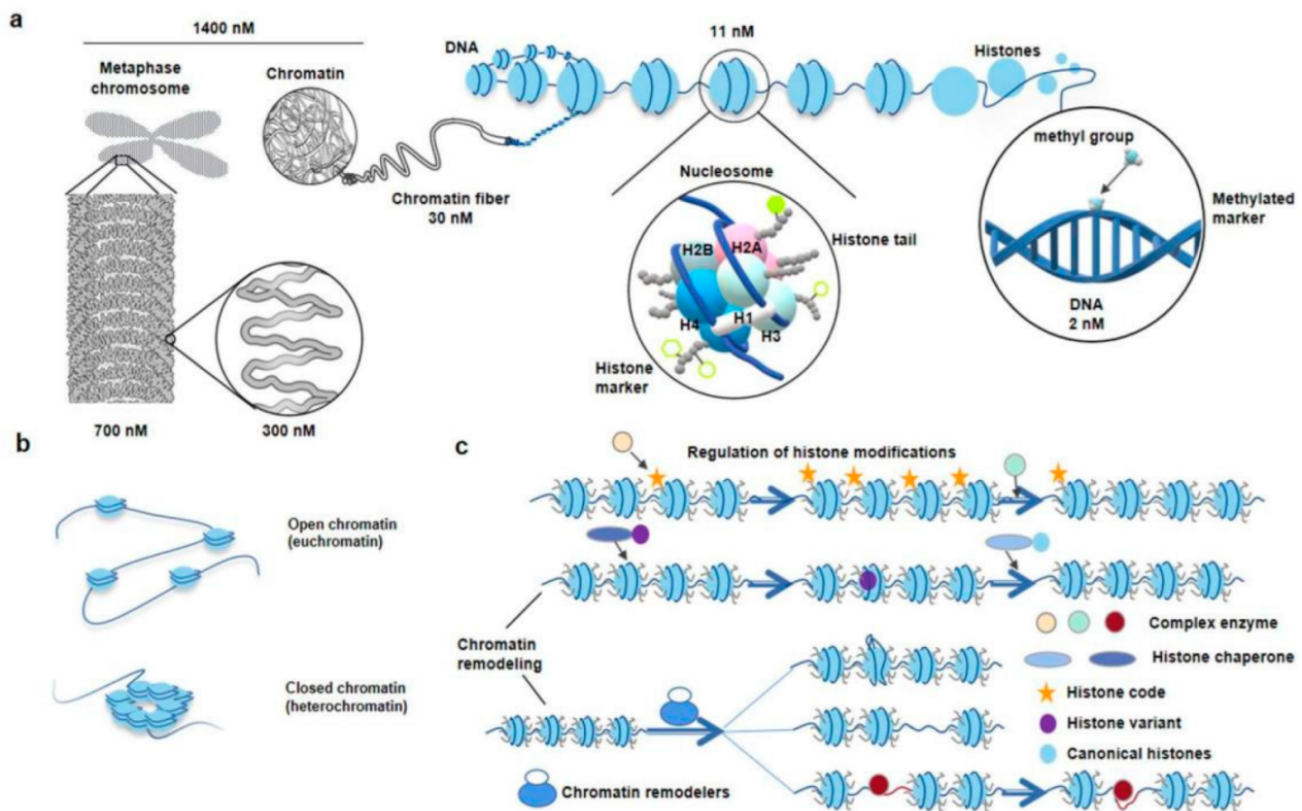 a
1400 nM
Metaphase
chromosome
Chromatin
DNA
11 nM
Histones
Chromatin fiber
30 nM
Nucleosome
H2B
H2A
H4
H1
H3
Histone tail
Histone
marker
methyl group
Methylated
marker
DNA
2 nM
700 nM
300 nM
b
Open chromatin
(euchromatin)
Closed chromatin
(heterochromatin)
c
Regulation of histone modifications
Chromatin
remodeling
Chromatin remodelers
Complex enzyme
Histone chaperone
Histone code
Histone variant
Canonical histones